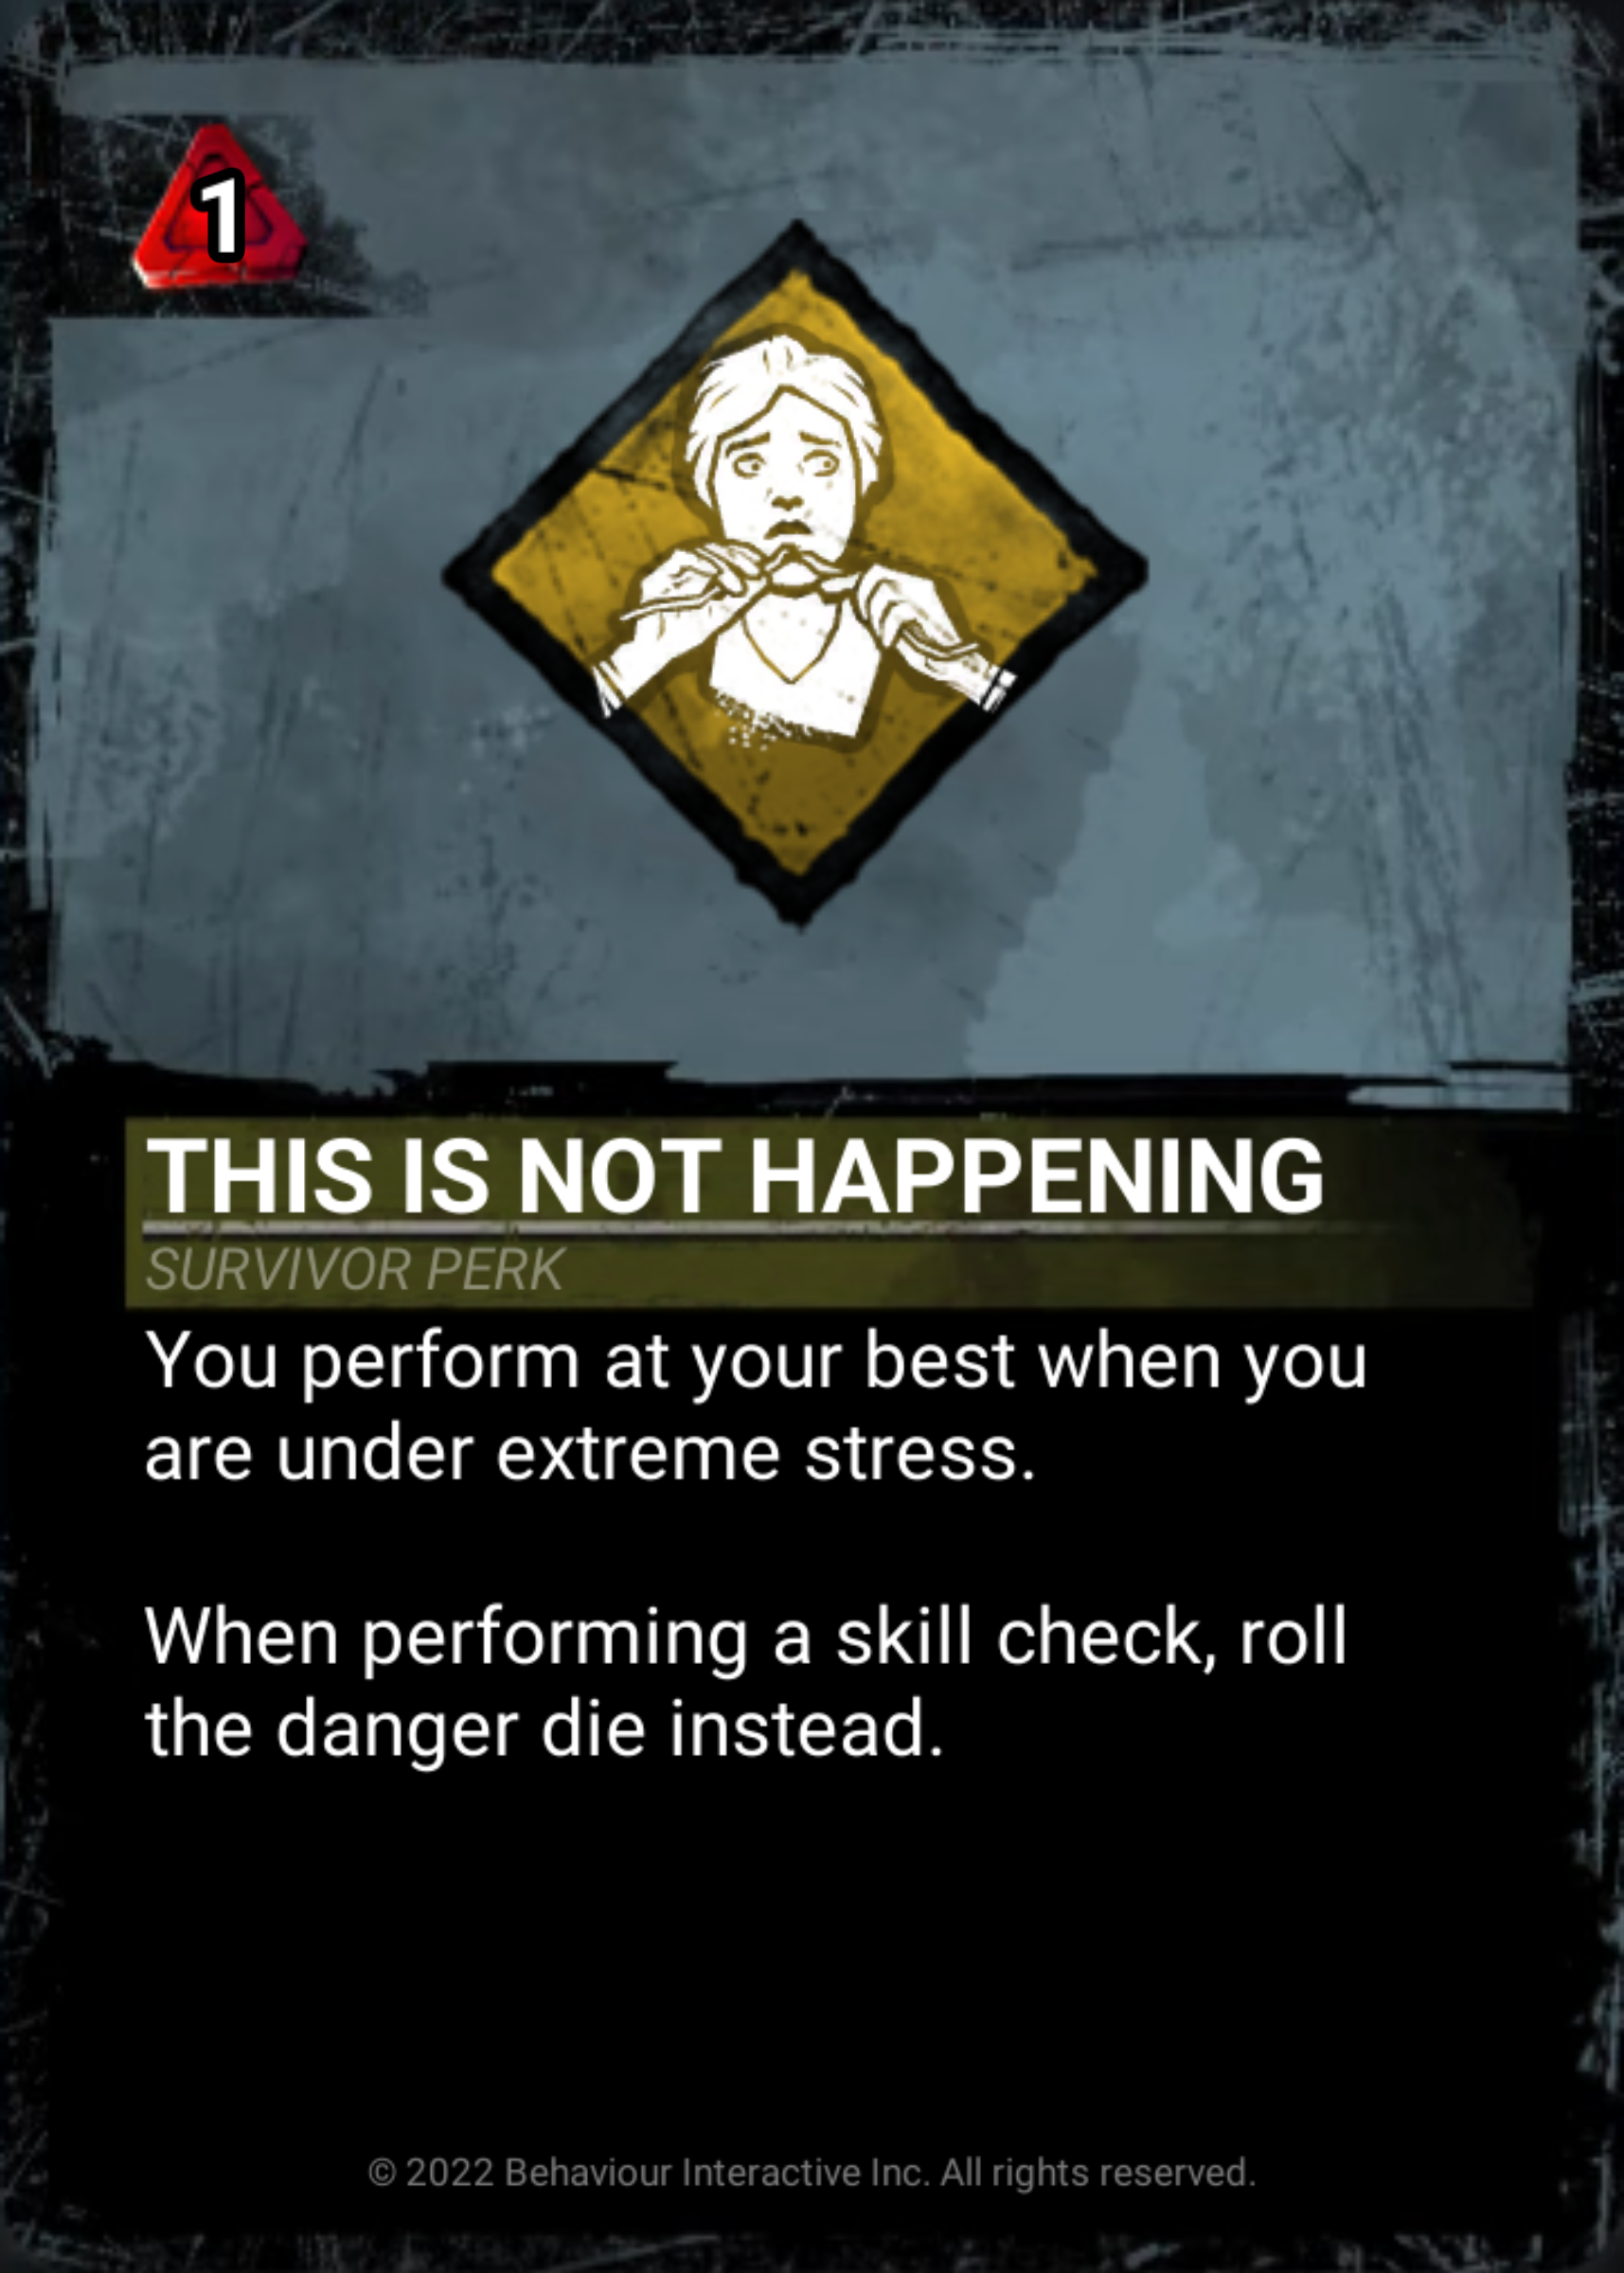 1
THIS IS NOT HAPPENING
SURVIVOR PERK
You perform at your best when you
are under extreme stress.
When performing a skill check, roll
the danger die instead.
© 2022 Behaviour Interactive Inc. All rights reserved.